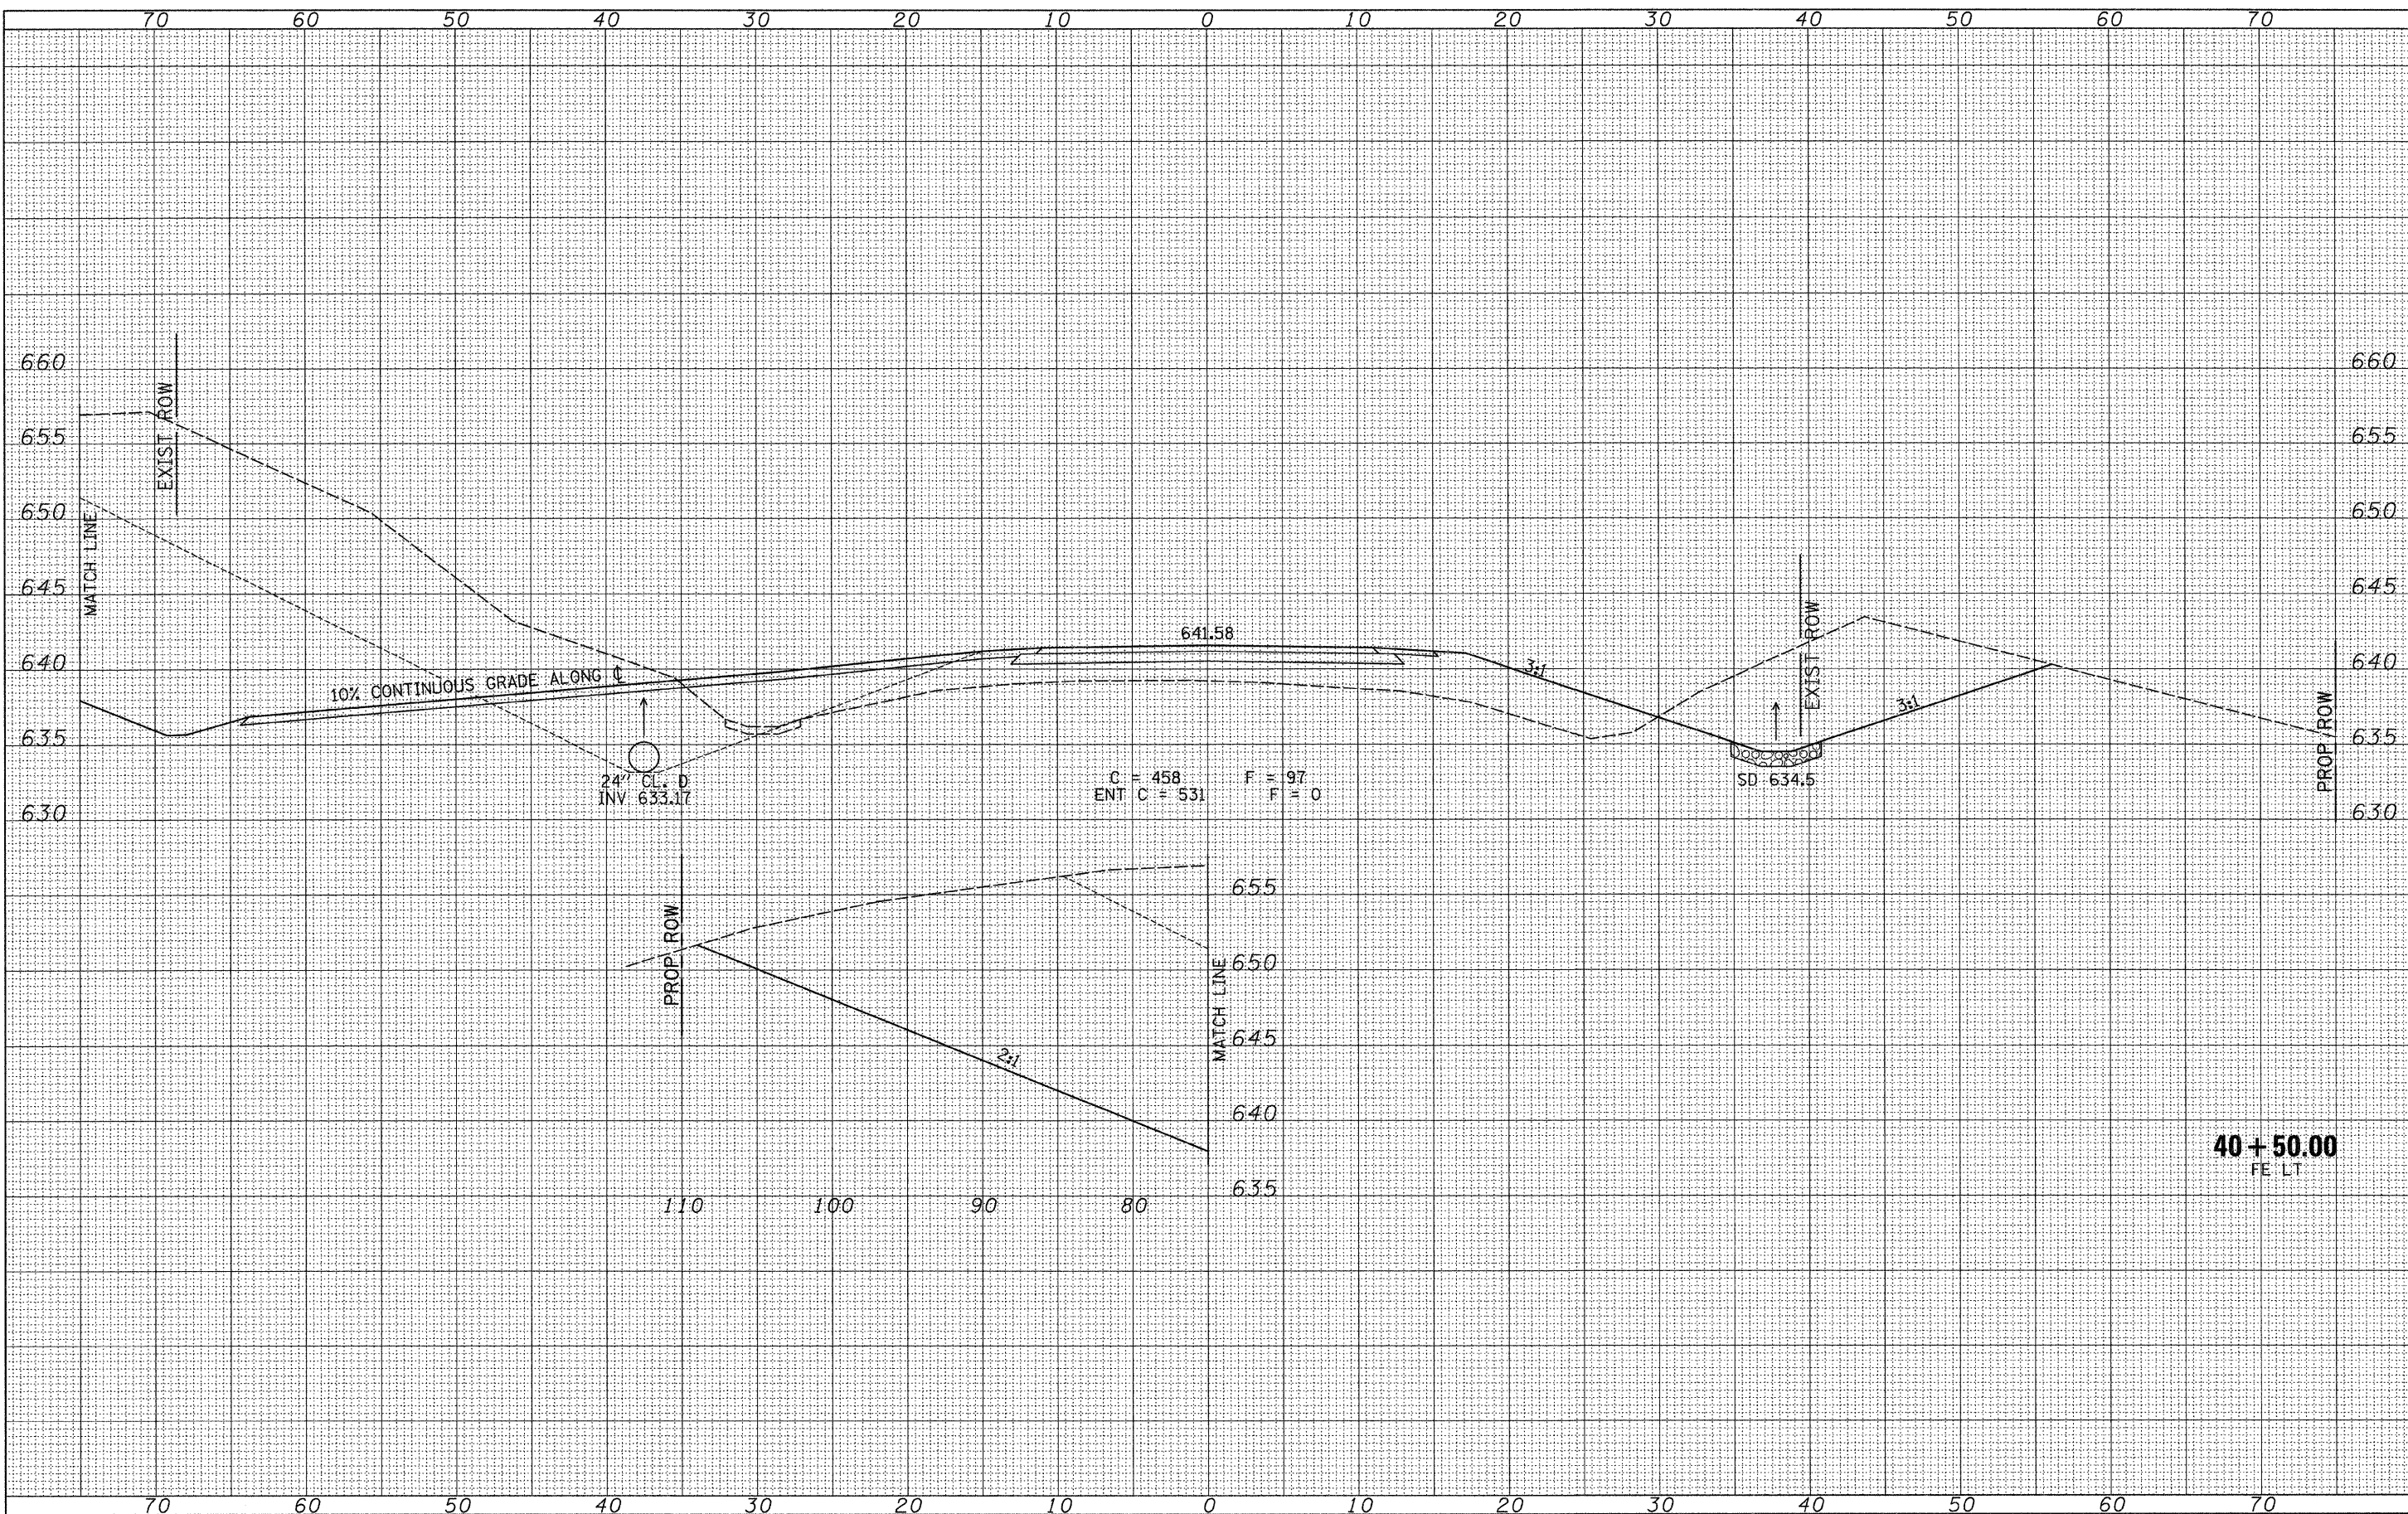 70 60 50 40 30 20 10 0 10 20 30 40 50 60 70
660 660
EXIST ROW
655 655
650 650
MATCH LINE
645 645
EXIST ROW
641.58
640 640
3:1
10% CONTINUOUS GRADE ALONG ℄
3:1
PROP ROW
635 635
24" CL. D
INV 633.17
C = 458 F = 97
ENT C = 531 F = 0
SD 634.5
630 630
655
PROP ROW
650
MATCH LINE
645
2:1
640
40 + 50.00
FE LT
635
110 100 90 80
70 60 50 40 30 20 10 0 10 20 30 40 50 60 70